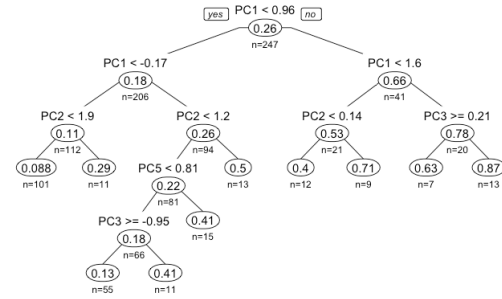 PC1 < 0.96
yes no
0.26
n=247
PC1 < -0.17 PC1 < 1.6
0.18 0.66
n=206 n=41
PC2 < 1.9 PC2 < 1.2 PC2 < 0.14 PC3 >= 0.21
0.11 0.26 0.53 0.78
n=112 n=94 n=21 n=20
PC5 < 0.81
0.088 0.29 0.22 0.5 0.4 0.71 0.63 0.87
n=101 n=11 n=81 n=13 n=12 n=9 n=7 n=13
PC3 >= -0.95
0.18 0.41
n=66 n=15
0.13 0.41
n=55 n=11